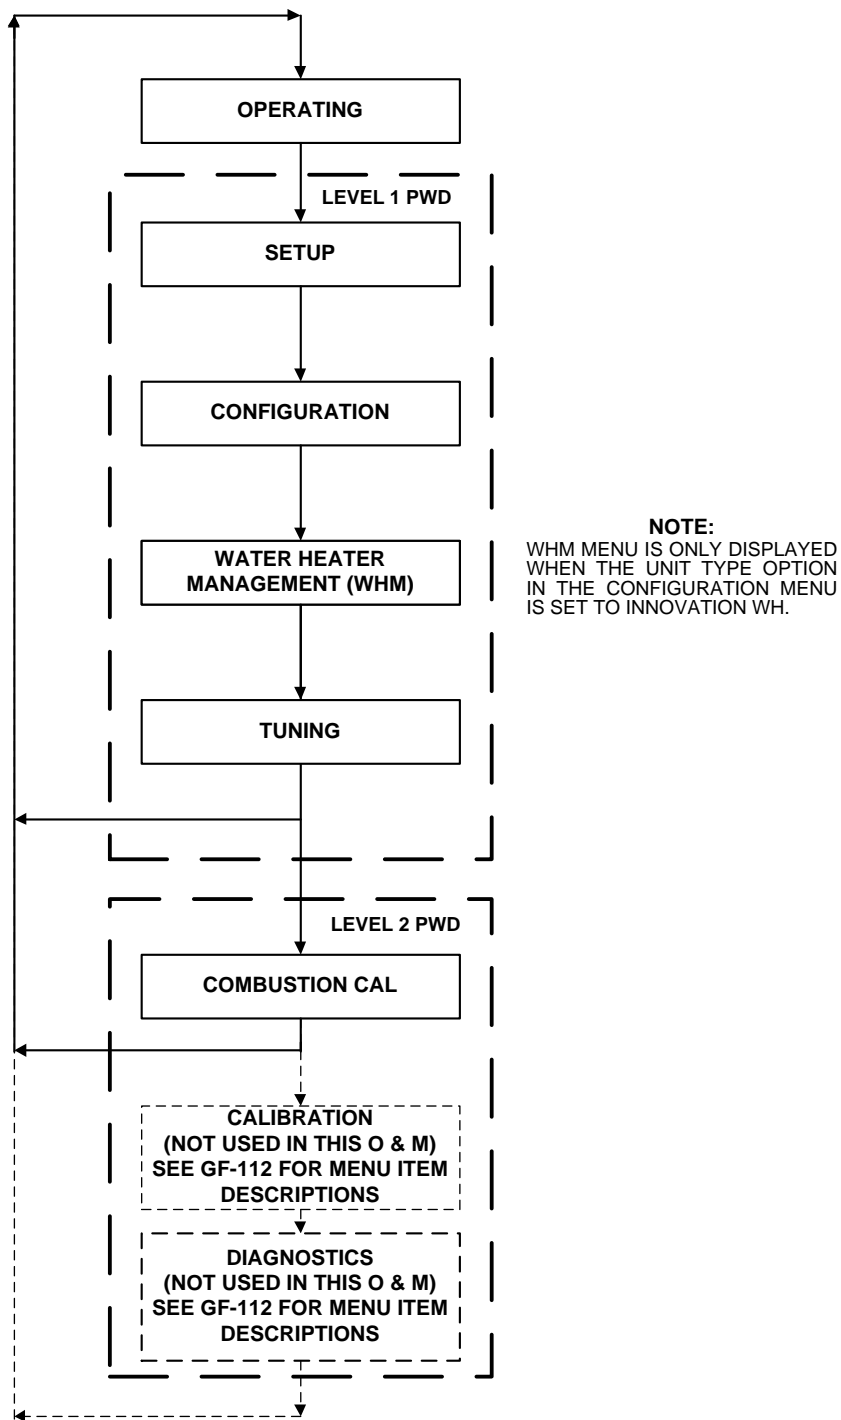 OPERATING
LEVEL 1 PWD
SETUP
CONFIGURATION
WATER HEATER
MANAGEMENT (WHM)
NOTE:
WHM MENU IS ONLY DISPLAYED
WHEN THE UNIT TYPE OPTION
IN THE CONFIGURATION MENU
IS SET TO INNOVATION WH.
TUNING
LEVEL 2 PWD
COMBUSTION CAL
CALIBRATION
(NOT USED IN THIS O & M)
SEE GF-112 FOR MENU ITEM
DESCRIPTIONS
DIAGNOSTICS
(NOT USED IN THIS O & M)
SEE GF-112 FOR MENU ITEM
DESCRIPTIONS